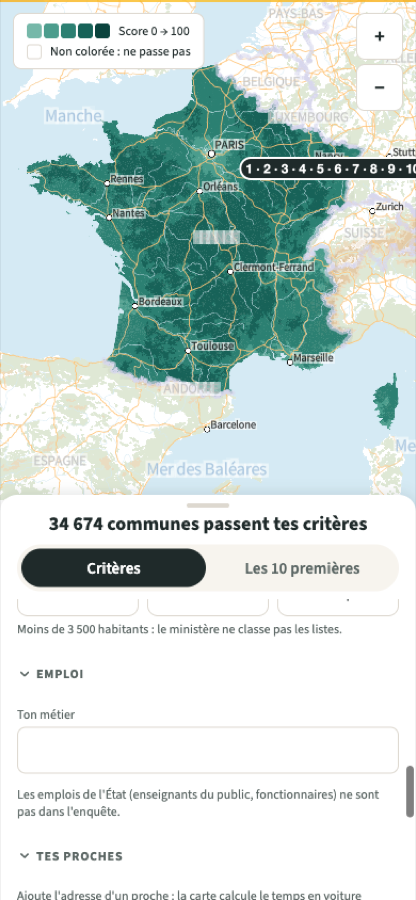 Score 0 → 100
Non colorée : ne passe pas
+
−
PAYS-BAS
BELGIQUE
LUXEMBOURG
Manche
PARIS
Stutt
1 · 2 · 3 · 4 · 5 · 6 · 7 · 8 · 9 · 10
Rennes
Orléans
Zurich
Nantes
SUISSE
Clermont-Ferrand
Bordeaux
Toulouse
Marseille
Barcelone
ESPAGNE
Mer des Baléares
Me
34 674 communes passent tes critères
Critères
Les 10 premières
Moins de 3 500 habitants : le ministère ne classe pas les listes.
EMPLOI
Ton métier
Les emplois de l'État (enseignants du public, fonctionnaires) ne sont
pas dans l'enquête.
TES PROCHES
Ajoute l'adresse d'un proche : la carte calcule le temps en voiture